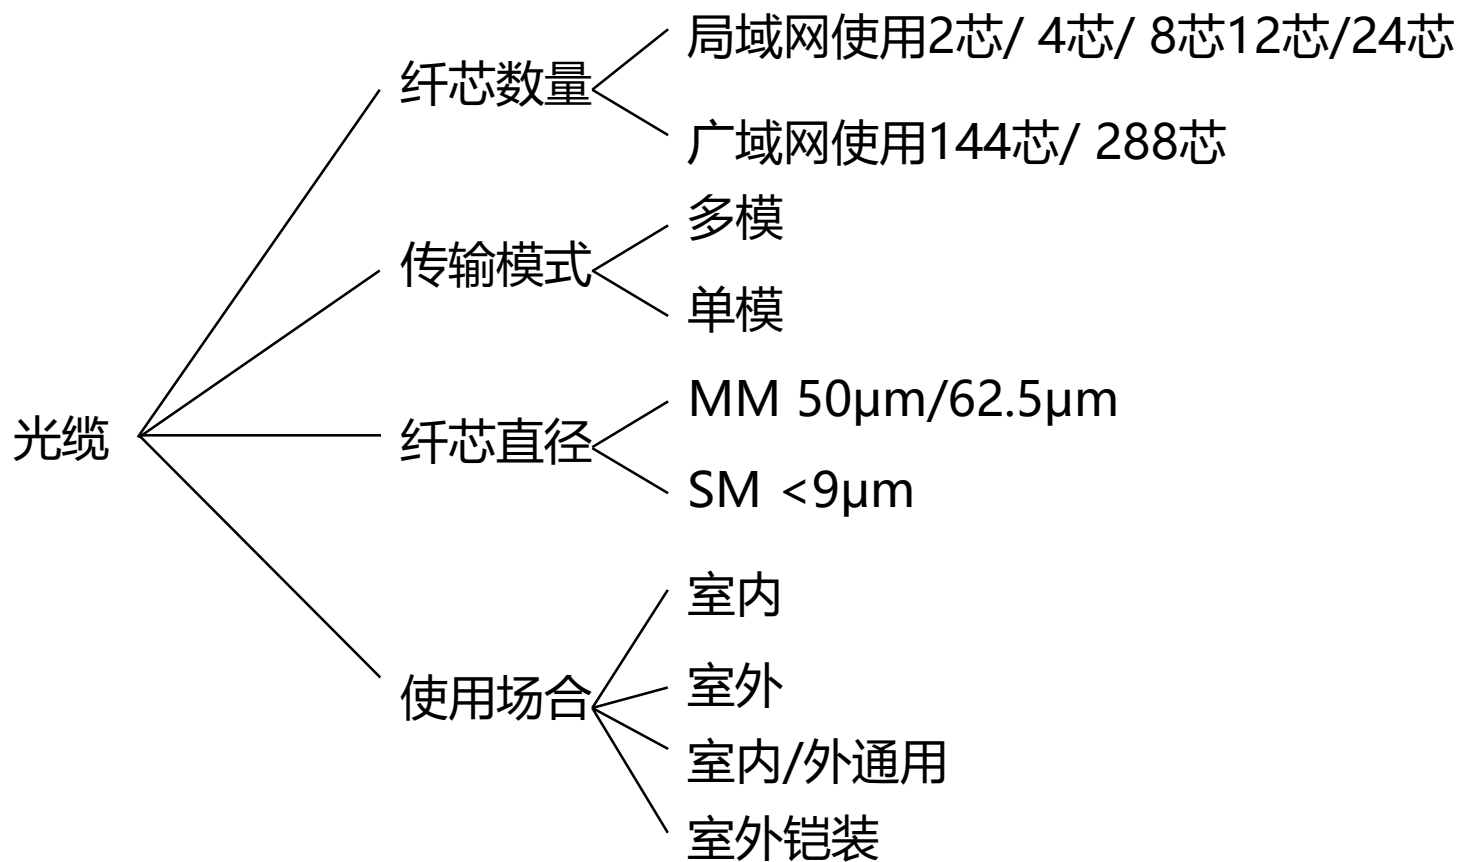 局域网使用2芯/ 4芯/ 8芯12芯/24芯
纤芯数量
广域网使用144芯/ 288芯
多模
传输模式
单模
MM 50μm/62.5μm
光缆
纤芯直径
SM <9μm
室内
室外
使用场合
室内/外通用
室外铠装